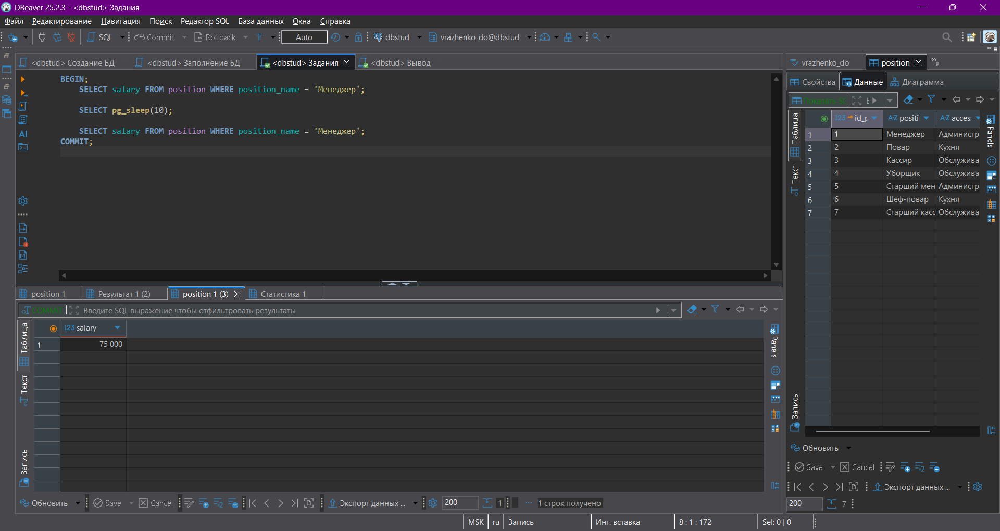 DBeaver 25.2.3 - <dbstud> Задания
Файл Редактирование Навигация Поиск Редактор SQL База данных Окна Справка
SQL Commit Rollback T Auto dbstud vrazhenko_do@dbstud
<dbstud> Создание БД <dbstud> Заполнение БД <dbstud> Задания <dbstud> Вывод
BEGIN;
SELECT salary FROM position WHERE position_name = 'Менеджер';
SELECT pg_sleep(10);
SELECT salary FROM position WHERE position_name = 'Менеджер';
COMMIT;
AI
position 1 Результат 1 (2) position 1 (3) Статистика 1
COMMIT Введите SQL выражение чтобы отфильтровать результаты
Таблица
Текст
Запись
123 salary
1 75 000
Panels
Обновить Save Cancel 200 1 1 строк получено
Экспорт данных ...
vrazhenko_do position »9
Свойства Данные Диаграмма
Показать SC
Таблица
Текст
Запись
123 id_p A-Z positi A-Z acces
1 1 Менеджер Администр
2 2 Повар Кухня
3 3 Кассир Обслужива
4 4 Уборщик Обслужива
5 5 Старший мен Администр
6 6 Шеф-повар Кухня
7 7 Старший касс Обслужива
Panels
Обновить
Save Cancel
Экспорт данных ...
200 7
MSK ru Запись Инт. вставка 8 : 1 : 172 Sel: 0 | 0